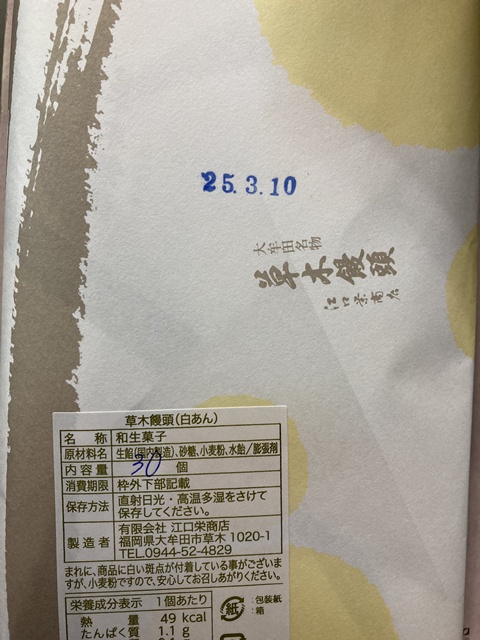 25.3.10
大牟田名物
草木饅頭
江口栄商店
草木饅頭(白あん)
名 称 和生菓子
原材料名 生餡(国内製造)、砂糖、小麦粉、水飴/膨張剤
内容量 30 個
消費期限 枠外下部記載
保存方法 直射日光・高温多湿をさけて
保存してください。
製造者 有限会社 江口栄商店
福岡県大牟田市草木 1020-1
TEL.0944-52-4829
まれに、商品に白い斑点が付着している事がございま
すが、小麦粉ですので、安心してお召しあがりください。
栄養成分表示 1個あたり
熱 量 49 kcal
たんぱく質 1.1 g
紙
:包装紙
:箱